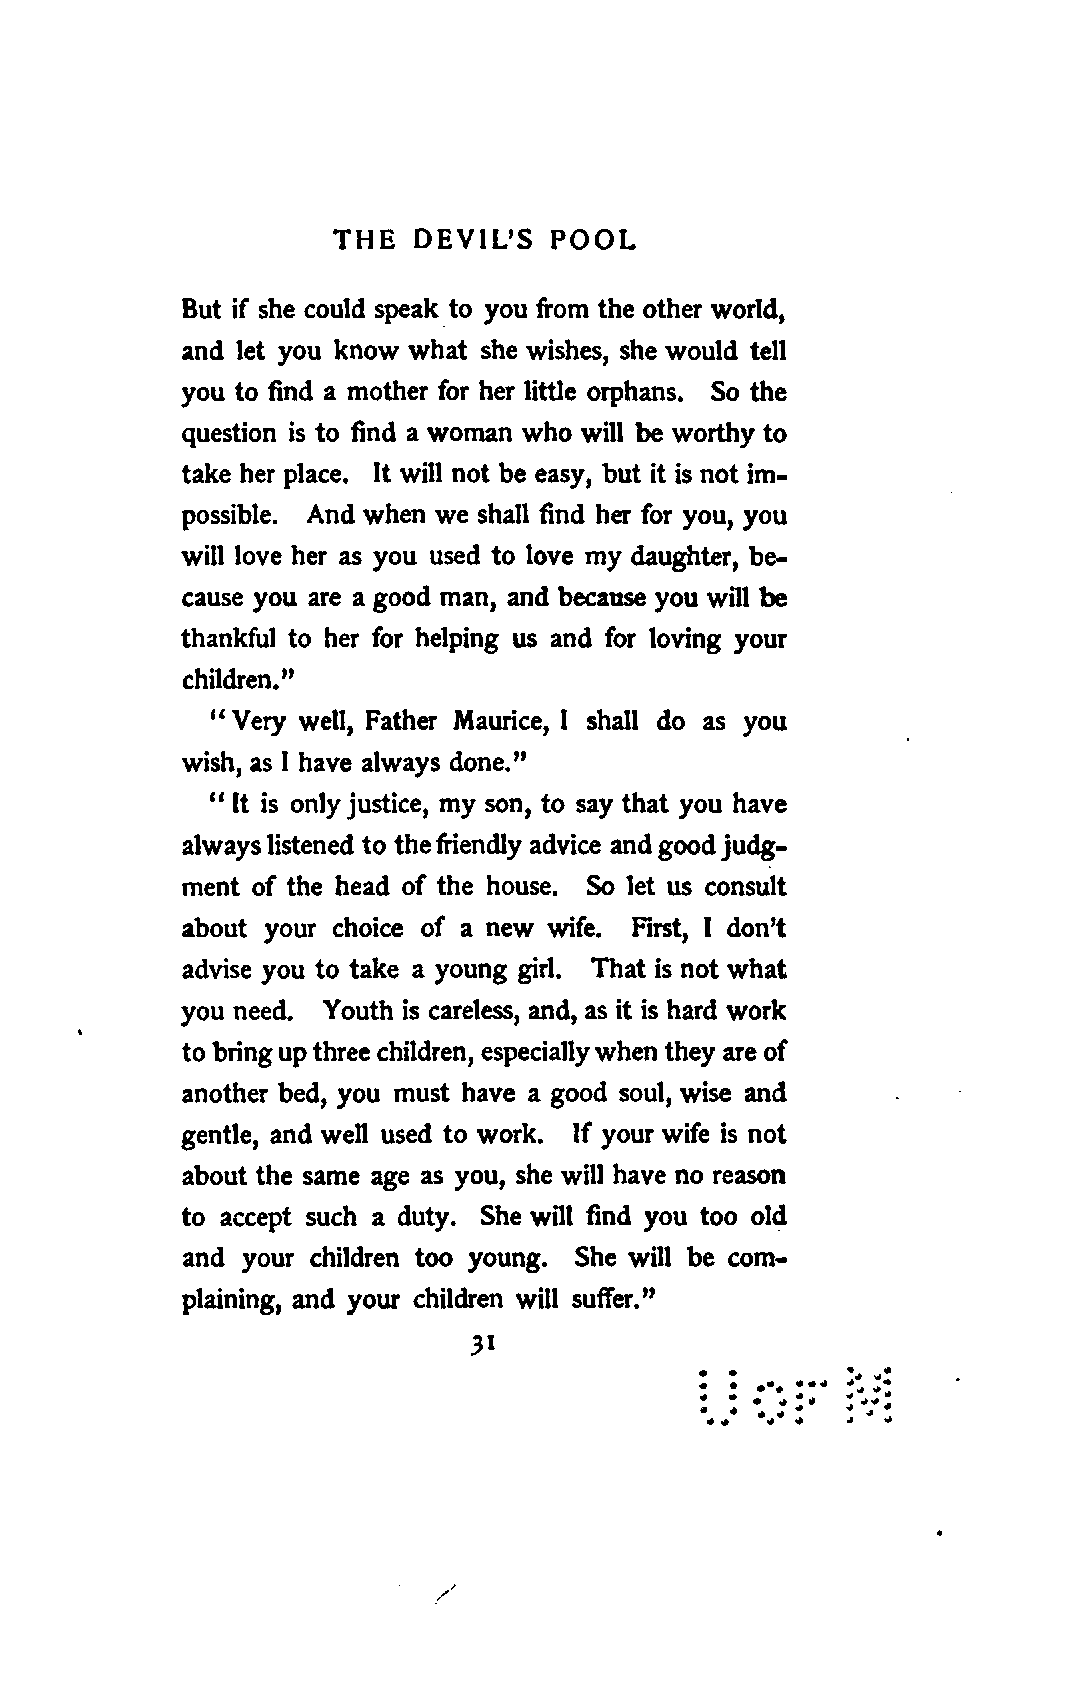 THE DEVIL'S POOL
But if she could speak to you from the other world,
and let you know what she wishes, she would tell
you to find a mother for her little orphans. So the
question is to find a woman who will be worthy to
take her place. It will not be easy, but it is not im-
possible. And when we shall find her for you, you
will love her as you used to love my daughter, be-
cause you are a good man, and because you will be
thankful to her for helping us and for loving your
children."
"Very well, Father Maurice, I shall do as you
wish, as I have always done."
"It is only justice, my son, to say that you have
always listened to the friendly advice and good judg-
ment of the head of the house. So let us consult
about your choice of a new wife. First, I don't
advise you to take a young girl. That is not what
you need. Youth is careless, and, as it is hard work
to bring up three children, especially when they are of
another bed, you must have a good soul, wise and
gentle, and well used to work. If your wife is not
about the same age as you, she will have no reason
to accept such a duty. She will find you too old
and your children too young. She will be com-
plaining, and your children will suffer."
31
U OF M